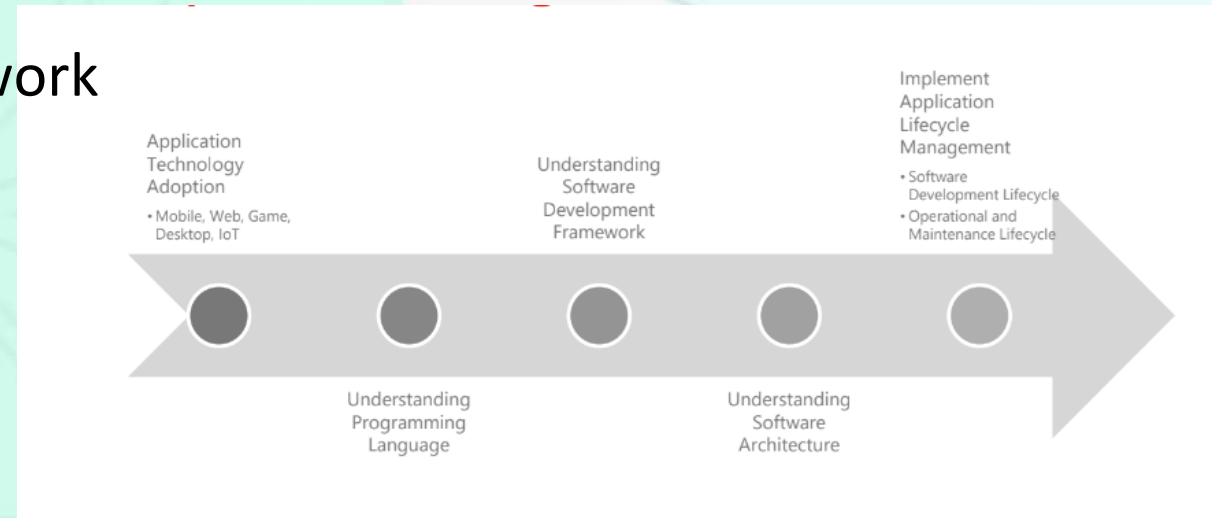 work
Application
Technology
Adoption
• Mobile, Web, Game,
Desktop, IoT
Understanding
Programming
Language
Understanding
Software
Development
Framework
Understanding
Software
Architecture
Implement
Application
Lifecycle
Management
• Software
Development Lifecycle
• Operational and
Maintenance Lifecycle